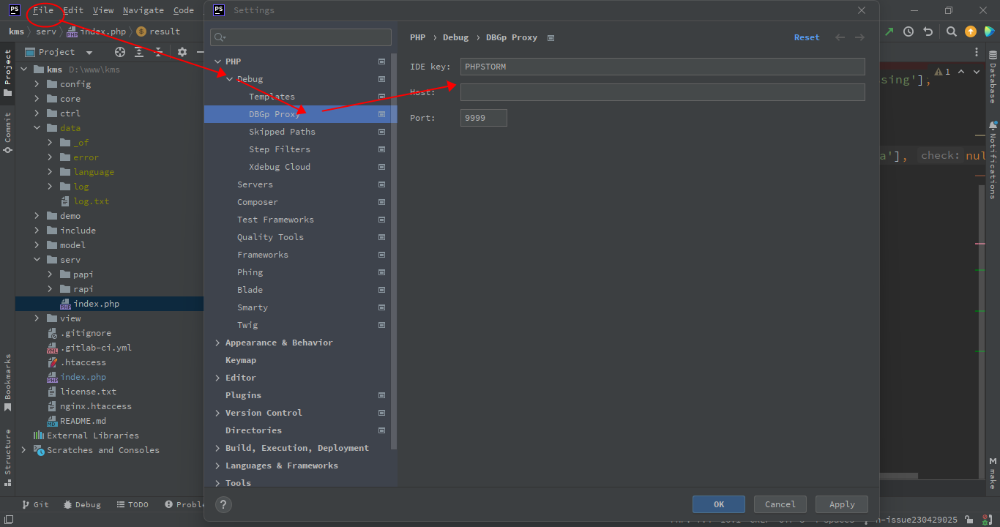 PS File Edit View Navigate Code
PS Settings
kms serv index.php result
Project
D:\www\kms
kms D:\www\kms
config
core
ctrl
data
_of
error
language
log
log.txt
demo
include
model
serv
papi
rapi
index.php
view
.gitignore
.gitlab-ci.yml
.htaccess
index.php
license.txt
nginx.htaccess
README.md
External Libraries
Scratches and Consoles
Project
Commit
Bookmarks
Structure
PHP
Debug
Templates
DBGp Proxy
Skipped Paths
Step Filters
Xdebug Cloud
Servers
Composer
Test Frameworks
Quality Tools
Frameworks
Phing
Blade
Smarty
Twig
Appearance & Behavior
Keymap
Editor
Plugins
Version Control
Directories
Build, Execution, Deployment
Languages & Frameworks
Tools
PHP › Debug › DBGp Proxy
Reset
IDE key: PHPSTORM
Host:
Port: 9999
?
OK Cancel Apply
sing'];
1
a'], check: nul
Database
Notifications
make
Git Debug TODO Proble
n-issue230429025